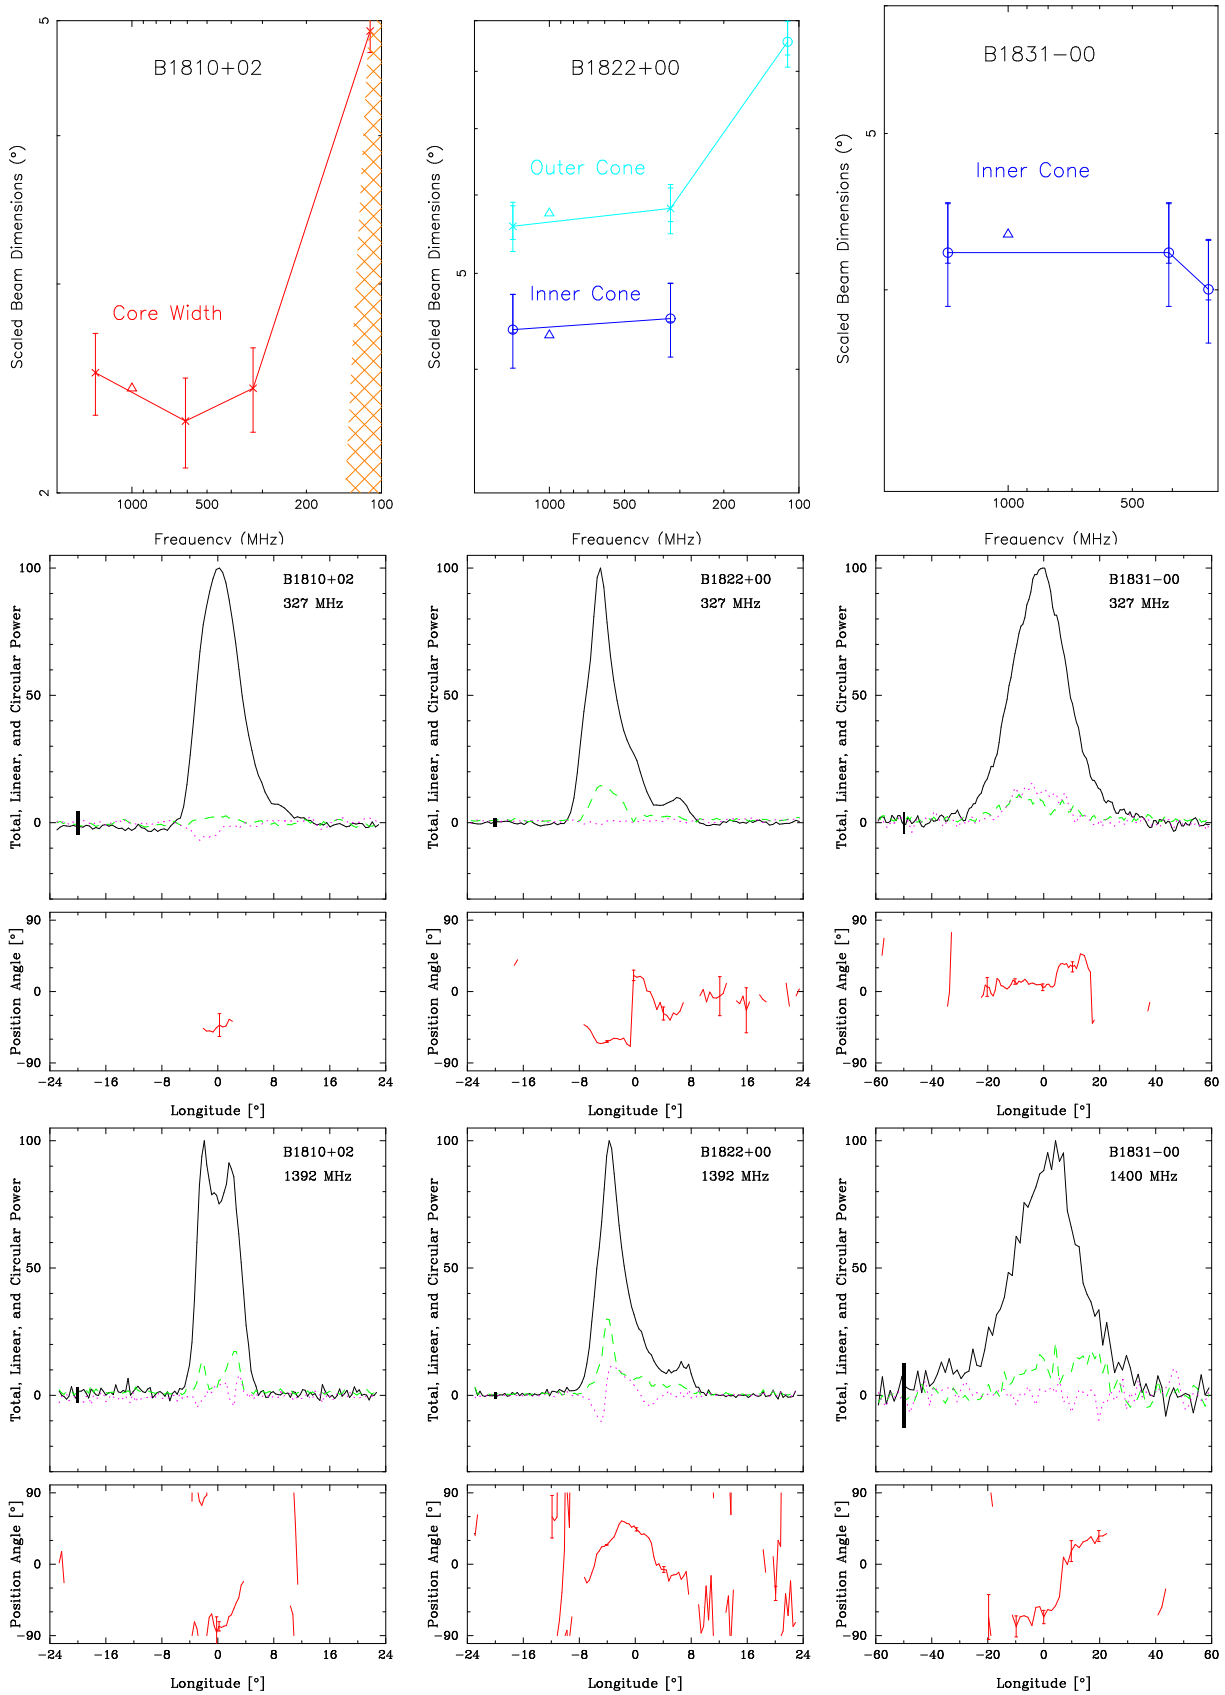 5
B1810+02
Core Width
2
1000 500 200 100
Scaled Beam Dimensions (°)
Frequency (MHz)
B1822+00
Outer Cone
5
Inner Cone
1000 500 200 100
Scaled Beam Dimensions (°)
Frequency (MHz)
B1831-00
5
Inner Cone
1000 500
Scaled Beam Dimensions (°)
Frequency (MHz)
B1810+02
327 MHz
100
50
0
Total, Linear, and Circular Power
90
0
-90
Position Angle [°]
-24 -16 -8 0 8 16 24
Longitude [°]
B1822+00
327 MHz
100
50
0
Total, Linear, and Circular Power
90
0
-90
Position Angle [°]
-24 -16 -8 0 8 16 24
Longitude [°]
B1831-00
327 MHz
100
50
0
Total, Linear, and Circular Power
90
0
-90
Position Angle [°]
-60 -40 -20 0 20 40 60
Longitude [°]
B1810+02
1392 MHz
100
50
0
Total, Linear, and Circular Power
90
0
-90
Position Angle [°]
-24 -16 -8 0 8 16 24
Longitude [°]
B1822+00
1392 MHz
100
50
0
Total, Linear, and Circular Power
90
0
-90
Position Angle [°]
-24 -16 -8 0 8 16 24
Longitude [°]
B1831-00
1400 MHz
100
50
0
Total, Linear, and Circular Power
90
0
-90
Position Angle [°]
-60 -40 -20 0 20 40 60
Longitude [°]